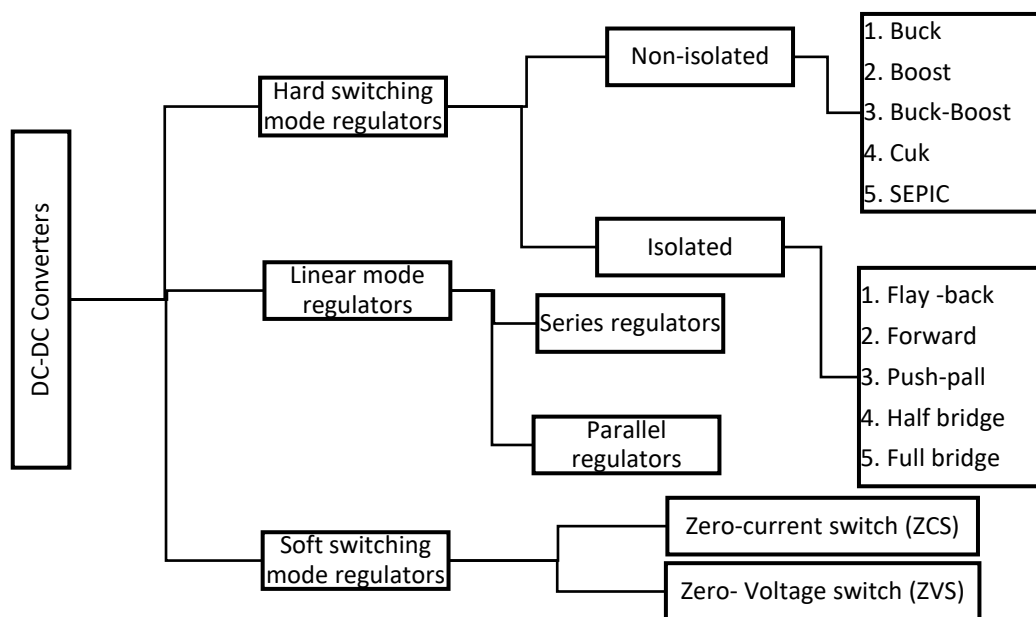 DC-DC Converters
Hard switching
mode regulators
Non-isolated
1. Buck
2. Boost
3. Buck-Boost
4. Cuk
5. SEPIC
Isolated
1. Flay -back
2. Forward
3. Push-pall
4. Half bridge
5. Full bridge
Linear mode
regulators
Series regulators
Parallel
regulators
Soft switching
mode regulators
Zero-current switch (ZCS)
Zero- Voltage switch (ZVS)